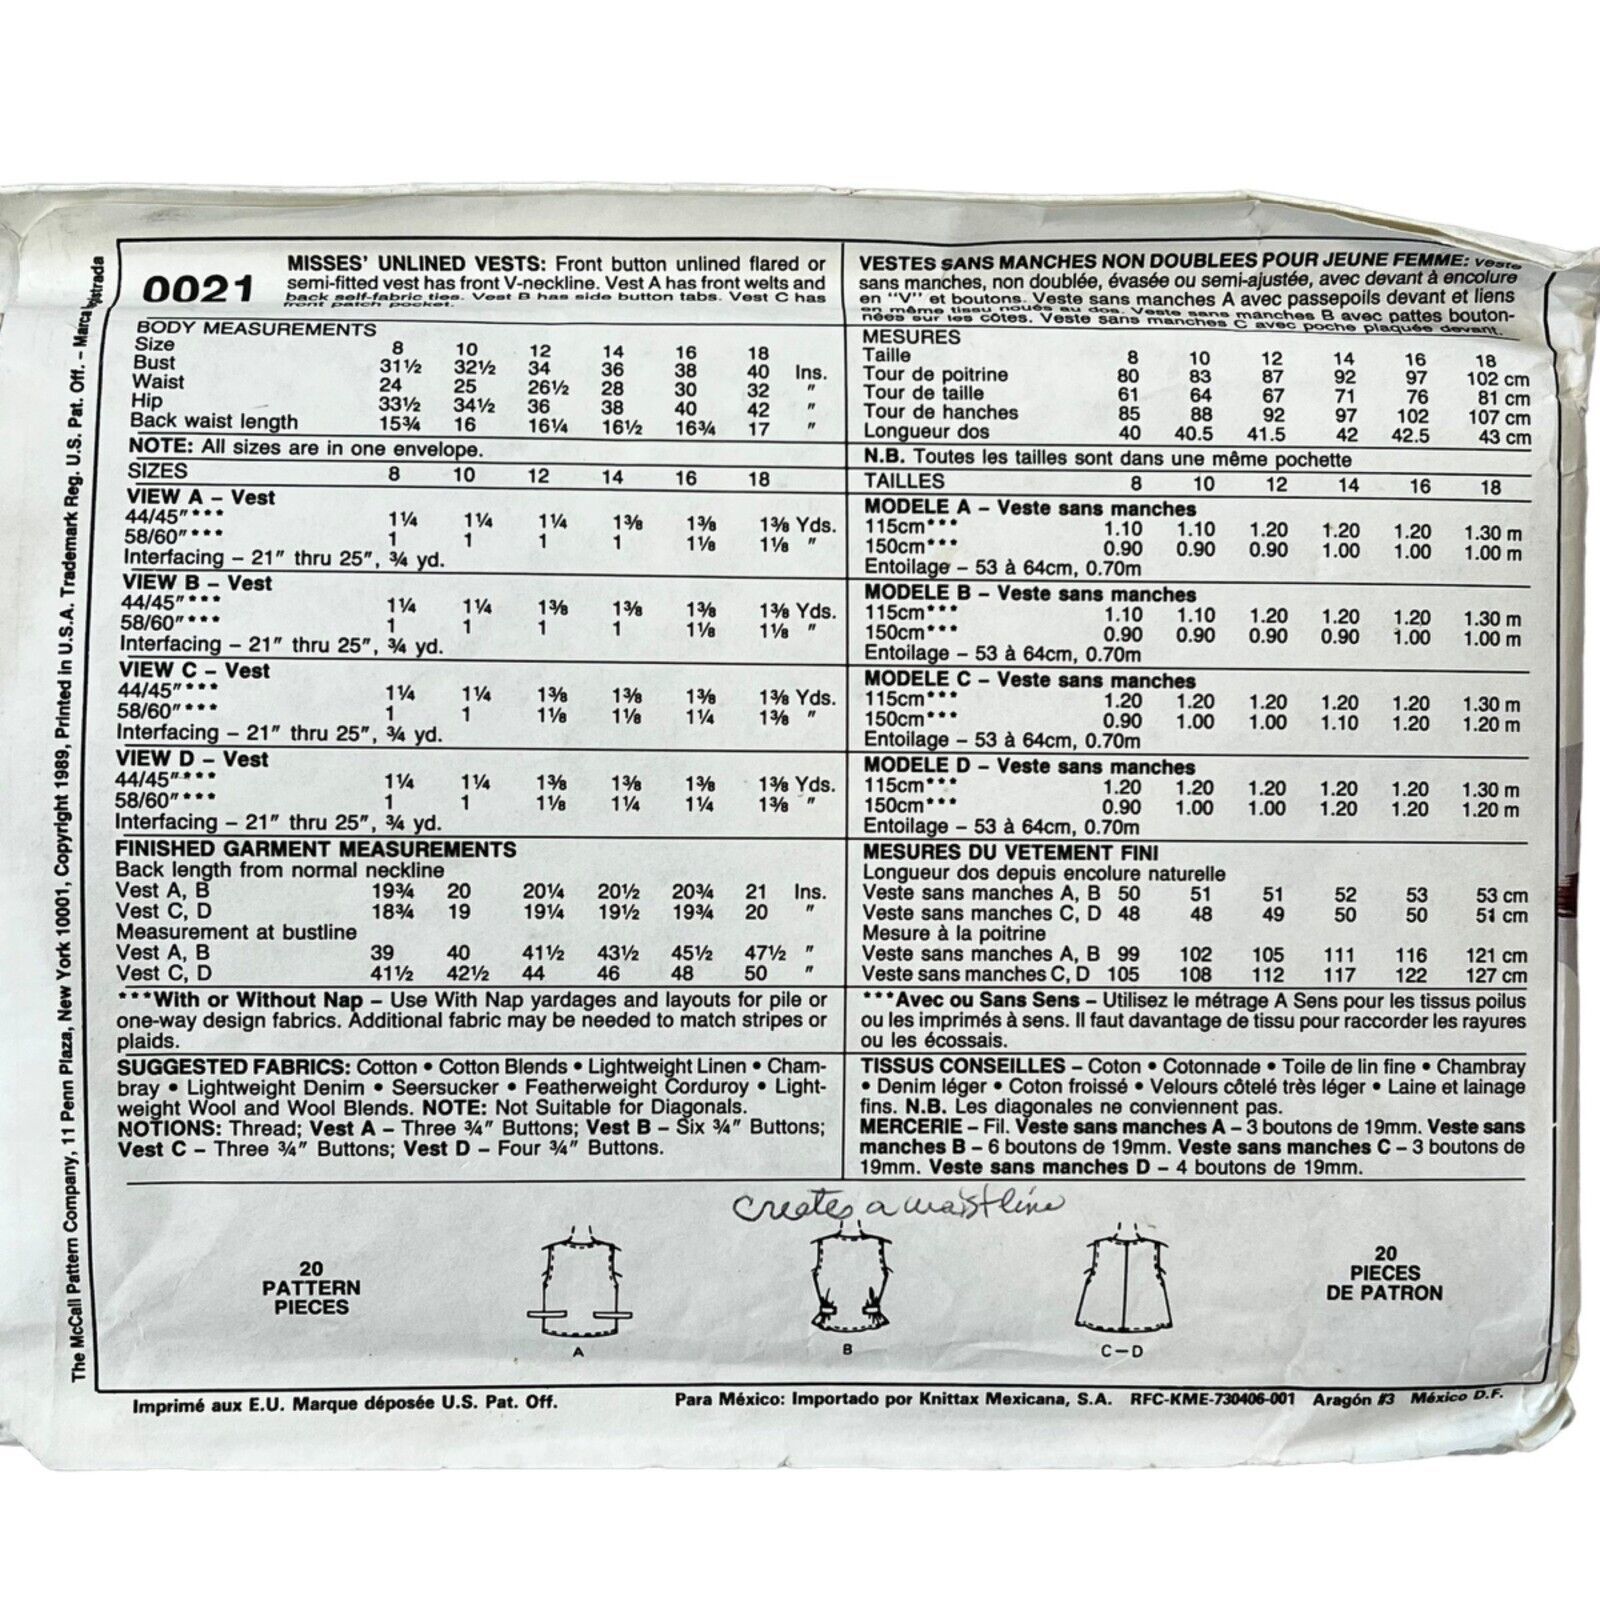 0021
MISSES' UNLINED VESTS: Front button unlined flared or
semi-fitted vest has front V-neckline. Vest A has front welts and
back self-fabric ties. Vest B has side button tabs. Vest C has
front patch pocket.
BODY MEASUREMENTS
Size 8 10 12 14 16 18
Bust 31½ 32½ 34 36 38 40 Ins.
Waist 24 25 26½ 28 30 32 "
Hip 33½ 34½ 36 38 40 42 "
Back waist length 15¾ 16 16¼ 16½ 16¾ 17 "
NOTE: All sizes are in one envelope.
SIZES 8 10 12 14 16 18
VIEW A – Vest
44/45"*** 1¼ 1¼ 1¼ 1⅜ 1⅜ 1⅜ Yds.
58/60"*** 1 1 1 1 1⅛ 1⅛ "
Interfacing – 21" thru 25", ¾ yd.
VIEW B – Vest
44/45"*** 1¼ 1¼ 1⅜ 1⅜ 1⅜ 1⅜ Yds.
58/60"*** 1 1 1 1 1⅛ 1⅛ "
Interfacing – 21" thru 25", ¾ yd.
VIEW C – Vest
44/45"*** 1¼ 1¼ 1⅜ 1⅜ 1⅜ 1⅜ Yds.
58/60"*** 1 1 1⅛ 1⅛ 1¼ 1⅜ "
Interfacing – 21" thru 25", ¾ yd.
VIEW D – Vest
44/45"*** 1¼ 1¼ 1⅜ 1⅜ 1⅜ 1⅜ Yds.
58/60"*** 1 1 1⅛ 1¼ 1¼ 1⅜ "
Interfacing – 21" thru 25", ¾ yd.
FINISHED GARMENT MEASUREMENTS
Back length from normal neckline
Vest A, B 19¾ 20 20¼ 20½ 20¾ 21 Ins.
Vest C, D 18¾ 19 19¼ 19½ 19¾ 20 "
Measurement at bustline
Vest A, B 39 40 41½ 43½ 45½ 47½ "
Vest C, D 41½ 42½ 44 46 48 50 "
***With or Without Nap – Use With Nap yardages and layouts for pile or
one-way design fabrics. Additional fabric may be needed to match stripes or
plaids.
SUGGESTED FABRICS: Cotton • Cotton Blends • Lightweight Linen • Cham-
bray • Lightweight Denim • Seersucker • Featherweight Corduroy • Light-
weight Wool and Wool Blends. NOTE: Not Suitable for Diagonals.
NOTIONS: Thread; Vest A – Three ¾" Buttons; Vest B – Six ¾" Buttons;
Vest C – Three ¾" Buttons; Vest D – Four ¾" Buttons.
VESTES SANS MANCHES NON DOUBLEES POUR JEUNE FEMME: Veste
sans manches, non doublée, évasée ou semi-ajustée, avec devant à encolure
en "V" et boutons. Veste sans manches A avec passepoils devant et liens
en même tissu noués au dos. Veste sans manches B avec pattes bouton-
nées sur les côtes. Veste sans manches C avec poche plaquée devant.
MESURES
Taille 8 10 12 14 16 18
Tour de poitrine 80 83 87 92 97 102 cm
Tour de taille 61 64 67 71 76 81 cm
Tour de hanches 85 88 92 97 102 107 cm
Longueur dos 40 40.5 41.5 42 42.5 43 cm
N.B. Toutes les tailles sont dans une même pochette
TAILLES 8 10 12 14 16 18
MODELE A – Veste sans manches
115cm*** 1.10 1.10 1.20 1.20 1.20 1.30 m
150cm*** 0.90 0.90 0.90 1.00 1.00 1.00 m
Entoilage – 53 à 64cm, 0.70m
MODELE B – Veste sans manches
115cm*** 1.10 1.10 1.20 1.20 1.20 1.30 m
150cm*** 0.90 0.90 0.90 0.90 1.00 1.00 m
Entoilage – 53 à 64cm, 0.70m
MODELE C – Veste sans manches
115cm*** 1.20 1.20 1.20 1.20 1.20 1.30 m
150cm*** 0.90 1.00 1.00 1.10 1.20 1.20 m
Entoilage – 53 à 64cm, 0.70m
MODELE D – Veste sans manches
115cm*** 1.20 1.20 1.20 1.20 1.20 1.30 m
150cm*** 0.90 1.00 1.00 1.20 1.20 1.20 m
Entoilage – 53 à 64cm, 0.70m
MESURES DU VETEMENT FINI
Longueur dos depuis encolure naturelle
Veste sans manches A, B 50 51 51 52 53 53 cm
Veste sans manches C, D 48 48 49 50 50 51 cm
Mesure à la poitrine
Veste sans manches A, B 99 102 105 111 116 121 cm
Veste sans manches C, D 105 108 112 117 122 127 cm
***Avec ou Sans Sens – Utilisez le métrage A Sens pour les tissus poilus
ou les imprimés à sens. Il faut davantage de tissu pour raccorder les rayures
ou les écossais.
TISSUS CONSEILLES – Coton • Cotonnade • Toile de lin fine • Chambray
• Denim léger • Coton froissé • Velours côtelé très léger • Laine et lainage
fins. N.B. Les diagonales ne conviennent pas.
MERCERIE – Fil. Veste sans manches A – 3 boutons de 19mm. Veste sans
manches B – 6 boutons de 19mm. Veste sans manches C – 3 boutons de
19mm. Veste sans manches D – 4 boutons de 19mm.
creates a waistline
20
PATTERN
PIECES
A
B
C–D
20
PIECES
DE PATRON
Imprimé aux E.U. Marque déposée U.S. Pat. Off.
Para México: Importado por Knittax Mexicana, S.A. RFC-KME-730406-001 Aragón #3 México D.F.
The McCall Pattern Company, 11 Penn Plaza, New York 10001, Copyright 1989, Printed in U.S.A. Trademark Reg. U.S. Pat. Off. – Marca